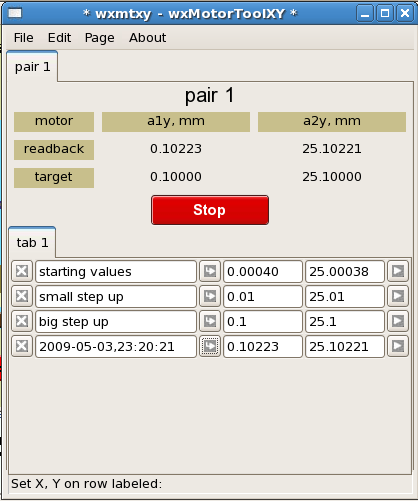 * wxmtxy - wxMotorToolXY *
File Edit Page About
pair 1
pair 1
motor a1y, mm a2y, mm
readback 0.10223 25.10221
target 0.10000 25.10000
Stop
tab 1
starting values 0.00040 25.00038
small step up 0.01 25.01
big step up 0.1 25.1
2009-05-03,23:20:21 0.10223 25.10221
Set X, Y on row labeled: